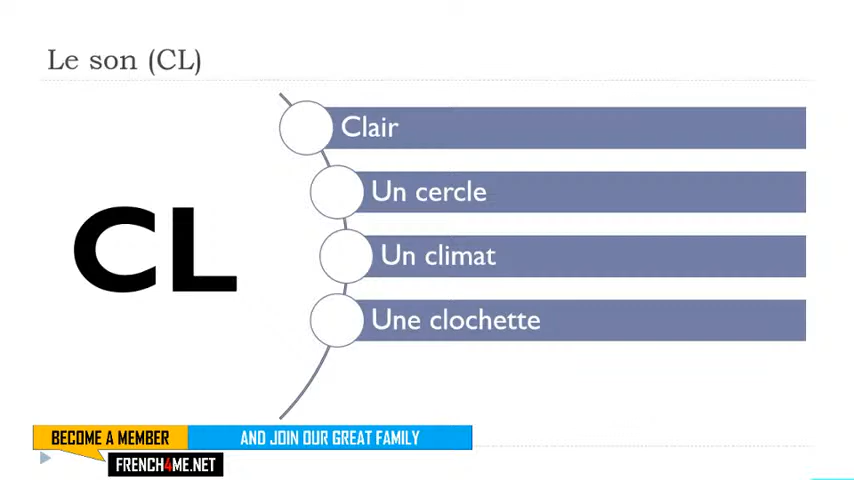 Le son (CL)
CL
Clair
Un cercle
Un climat
Une clochette
BECOME A MEMBER
AND JOIN OUR GREAT FAMILY
FRENCH4ME.NET